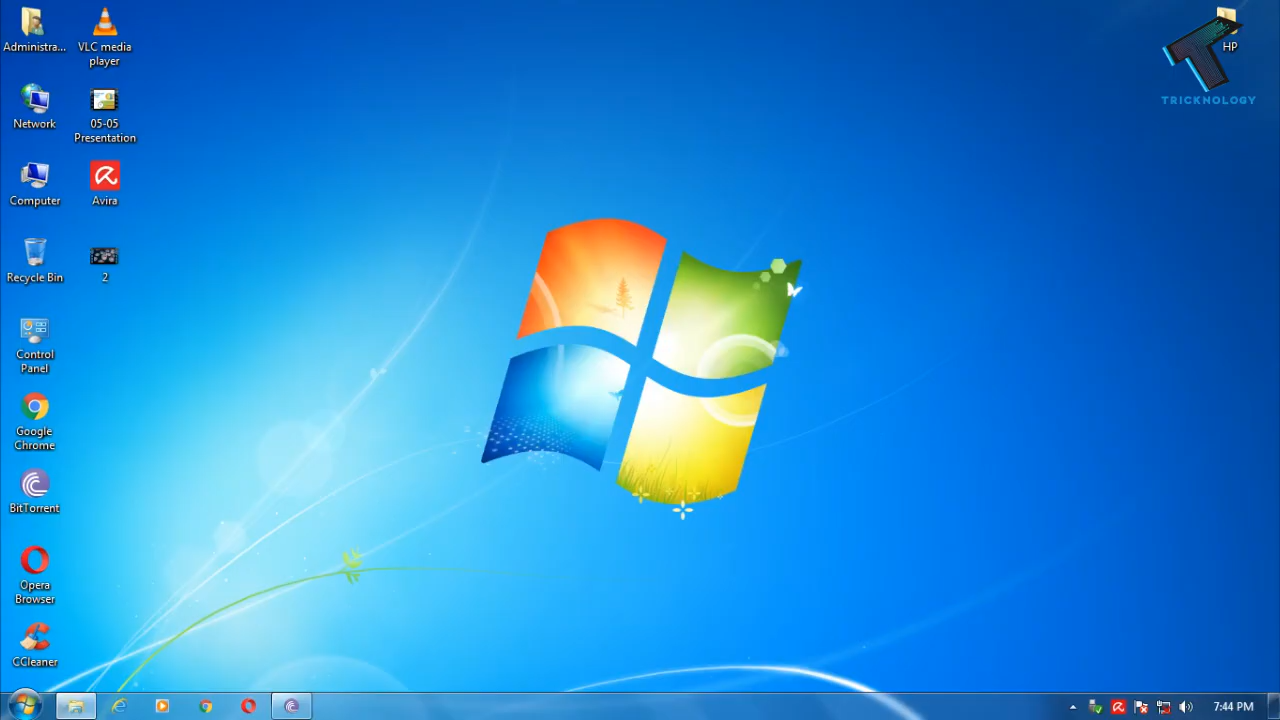 Administra...
VLC media
player
HP
TRICKNOLOGY
Network
05-05
Presentation
Computer
Avira
Recycle Bin
2
Control
Panel
Google
Chrome
BitTorrent
Opera
Browser
CCleaner
7:44 PM